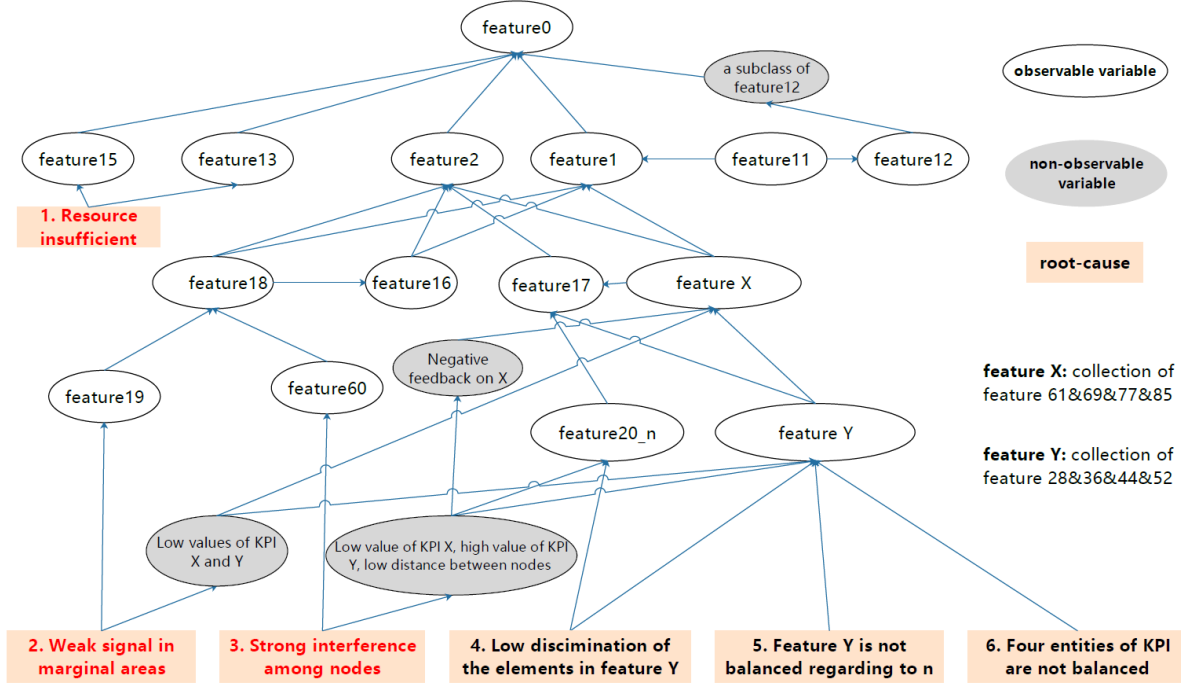 feature0
a subclass of
feature12
observable variable
feature15
feature13
feature2
feature1
feature11
feature12
non-observable
variable
1. Resource
insufficient
root-cause
feature18
feature16
feature17
feature X
Negative
feedback on X
feature19
feature60
feature X: collection of
feature 61&69&77&85
feature20_n
feature Y
feature Y: collection of
feature 28&36&44&52
Low values of KPI
X and Y
Low value of KPI X, high value of KPI
Y, low distance between nodes
2. Weak signal in
marginal areas
3. Strong interference
among nodes
4. Low discimination of
the elements in feature Y
5. Feature Y is not
balanced regarding to n
6. Four entities of KPI
are not balanced